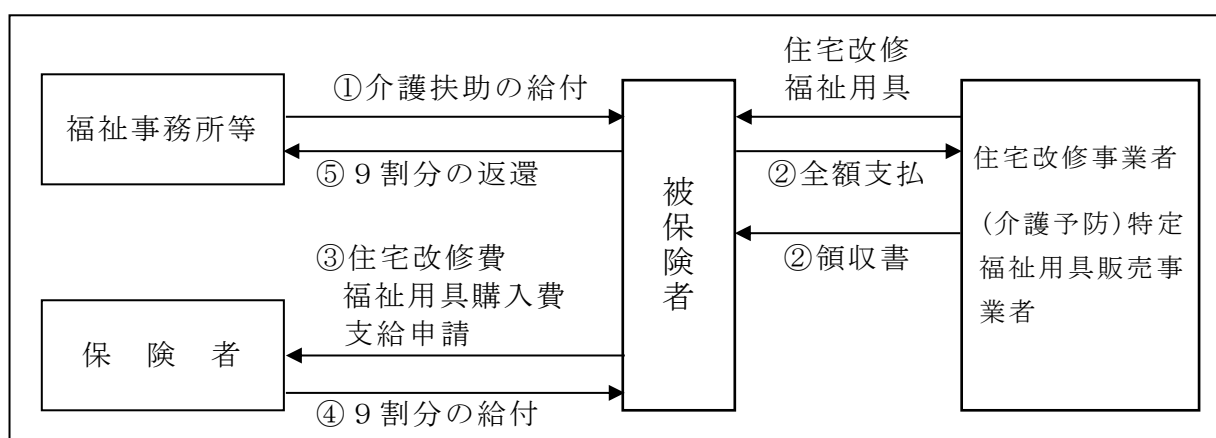 福祉事務所等
①介護扶助の給付
⑤９割分の返還
③住宅改修費
福祉用具購入費
支給申請
④９割分の給付
保　険　者
被保険者
住宅改修
福祉用具
②全額支払
②領収書
住宅改修事業者
(介護予防)特定
福祉用具販売事
業者